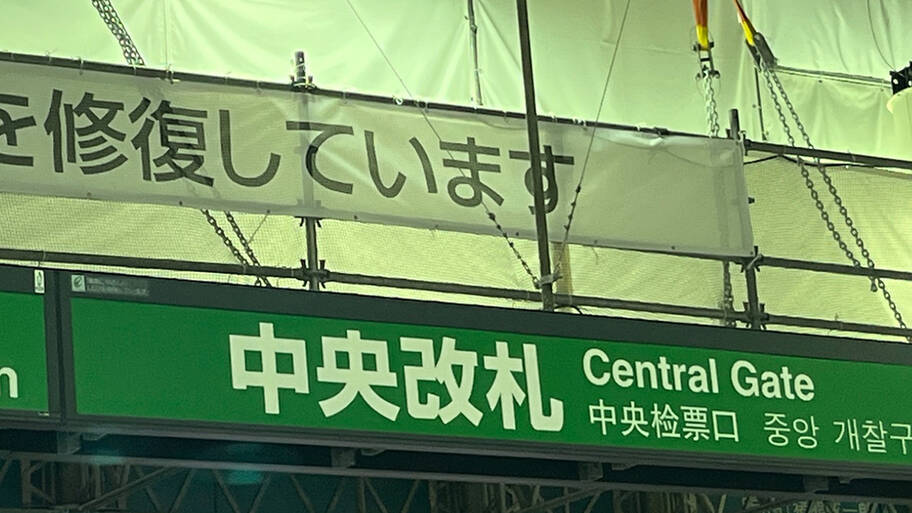 を修復しています
n
中央改札
Central Gate
中央检票口 중앙 개찰구